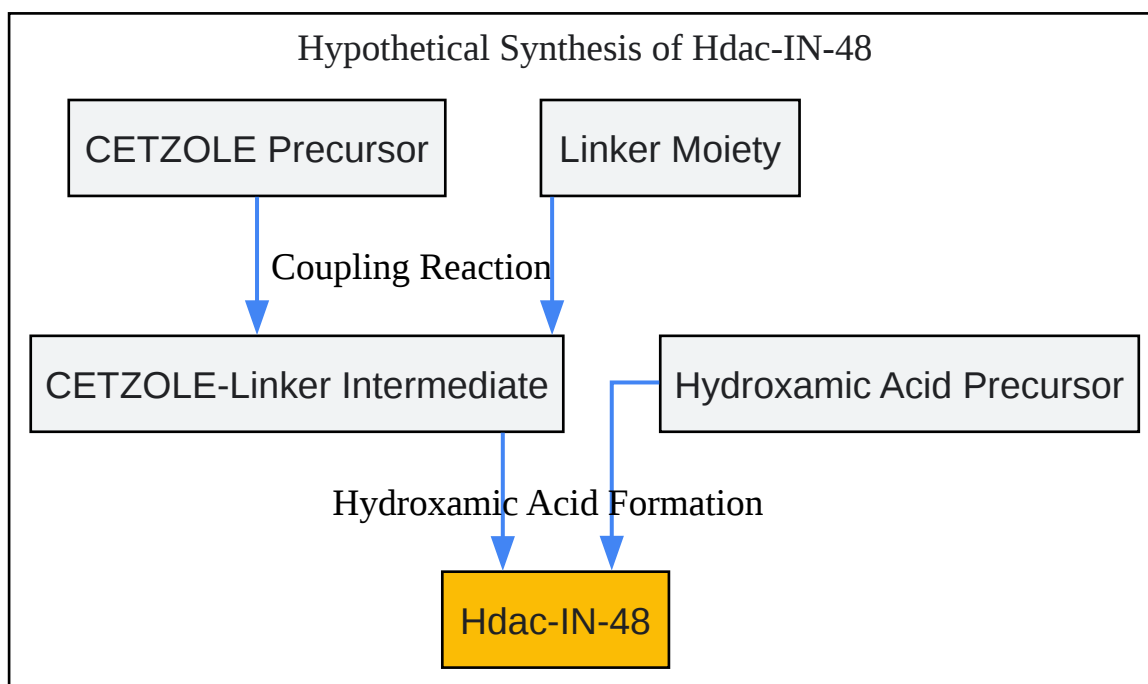 Hypothetical Synthesis of Hdac-IN-48
CETZOLE Precursor
Linker Moiety
Coupling Reaction
CETZOLE-Linker Intermediate
Hydroxamic Acid Precursor
Hydroxamic Acid Formation
Hdac-IN-48